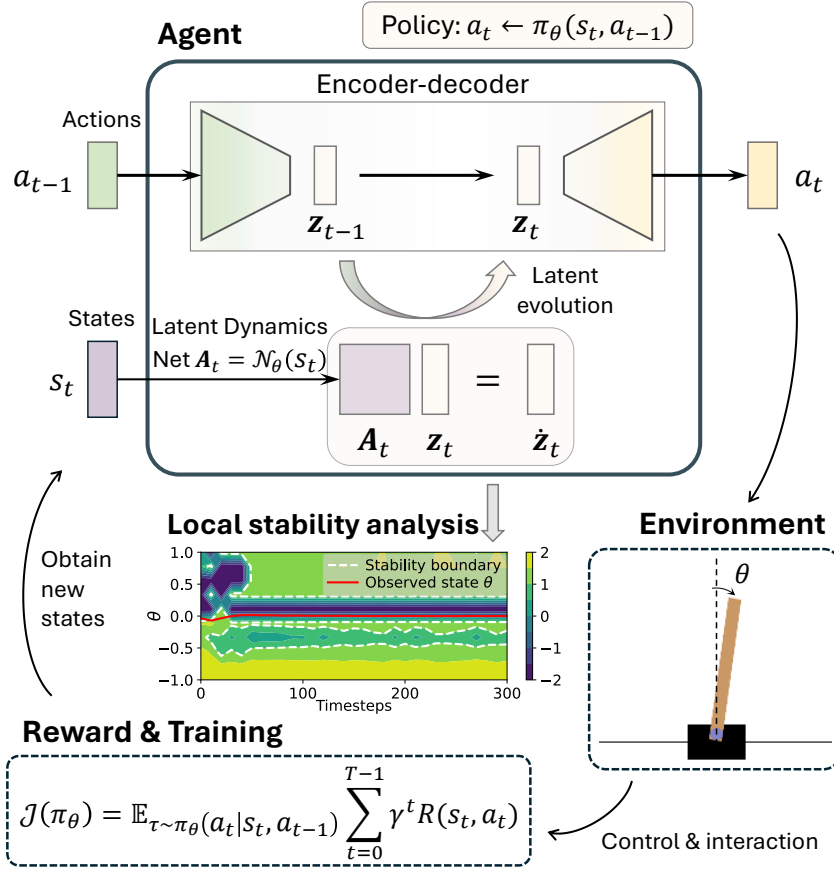 Policy: a_t ← π_θ(s_t, a_{t−1})
Agent
Encoder-decoder
Actions
a_{t−1}
z_{t−1}
z_t
a_t
Latent
evolution
States
s_t
Latent Dynamics
Net A_t = 𝒩_θ(s_t)
=
A_t
z_t
ż_t
Local stability analysis
Stability boundary
Observed state θ
1.0
0.5
0.0
−0.5
−1.0
θ
0
100
200
300
Timesteps
2
1
0
−1
−2
Environment
θ
Obtain
new
states
Reward & Training
𝒥(π_θ) = 𝔼_{τ∼π_θ}(a_t|s_t, a_{t−1}) ∑_{t=0}^{T−1} γ^t R(s_t, a_t)
Control & interaction